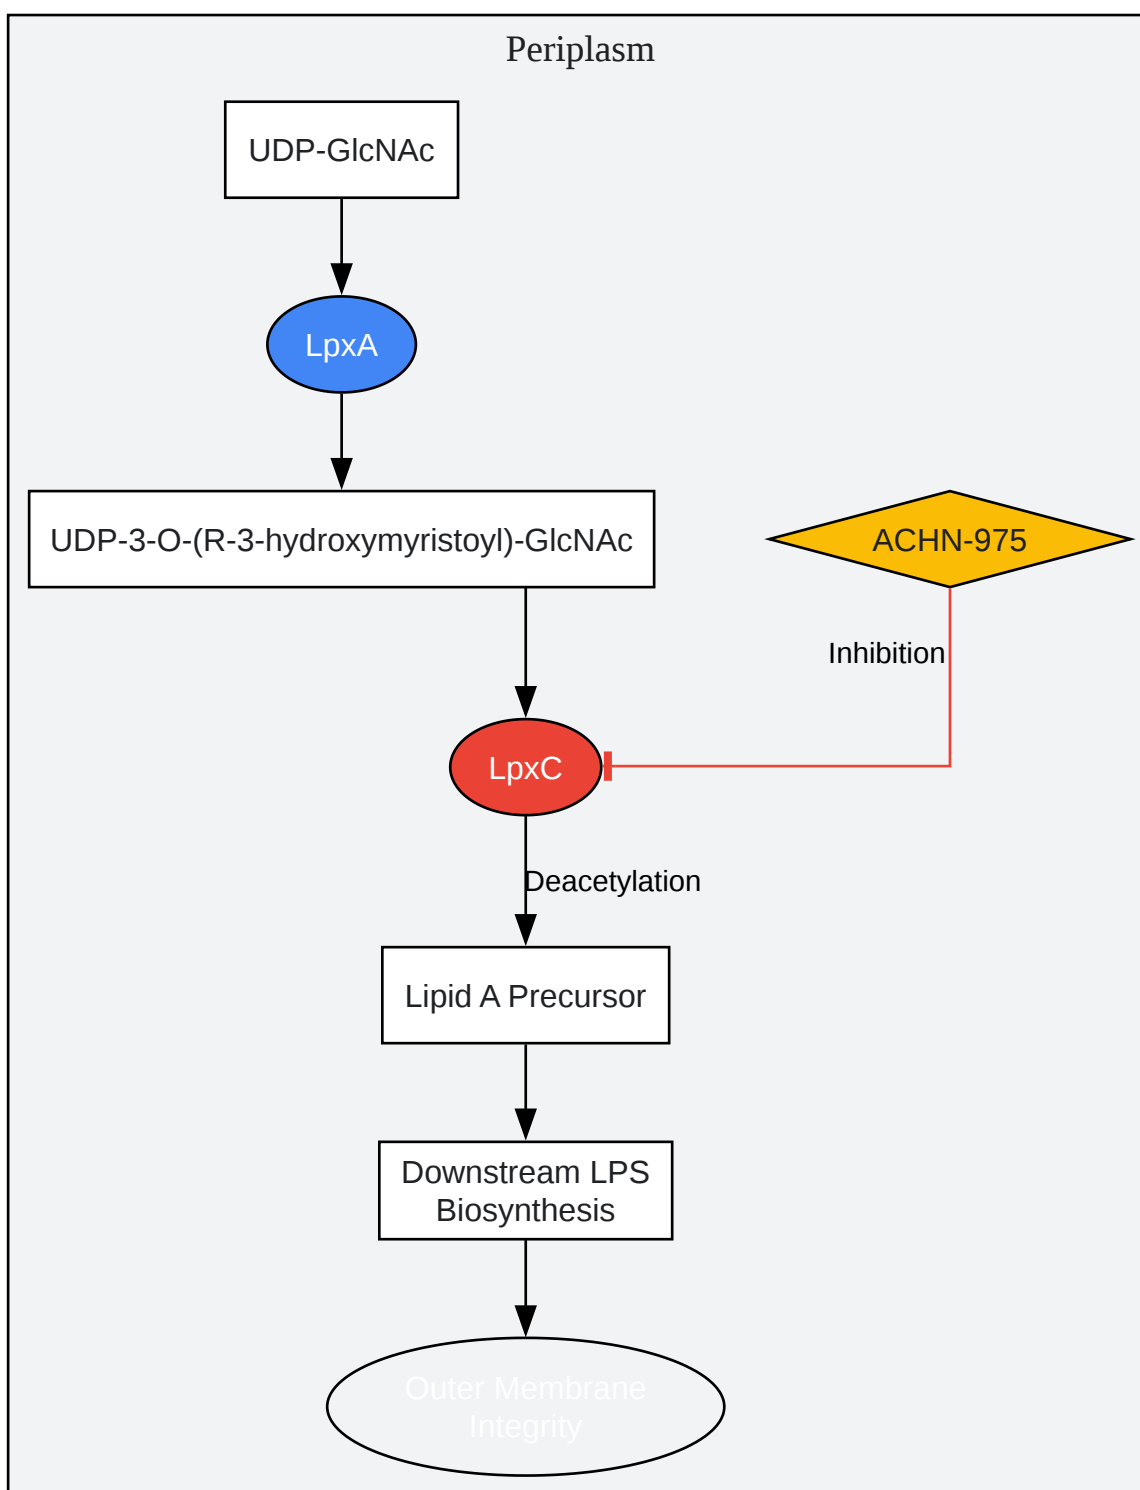 Periplasm
UDP-GlcNAc
LpxA
UDP-3-O-(R-3-hydroxymyristoyl)-GlcNAc
ACHN-975
Inhibition
LpxC
Deacetylation
Lipid A Precursor
Downstream LPS
Biosynthesis
Outer Membrane
Integrity